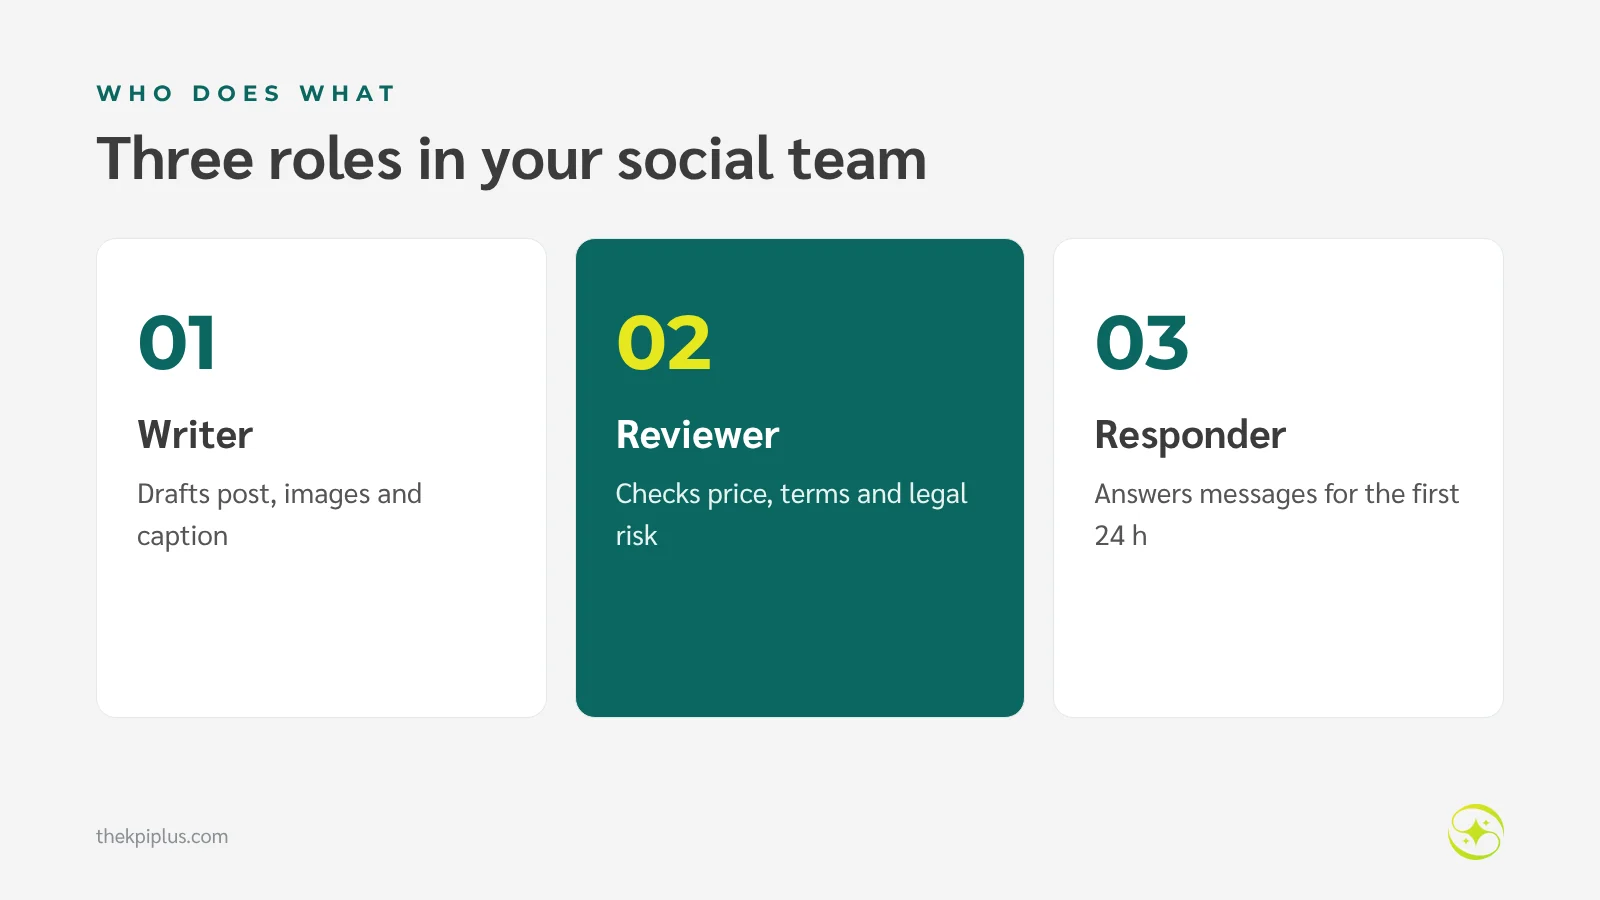 WHO DOES WHAT
Three roles in your social team
01
Writer
Drafts post, images and
caption
02
Reviewer
Checks price, terms and legal
risk
03
Responder
Answers messages for the first
24 h
thekpiplus.com